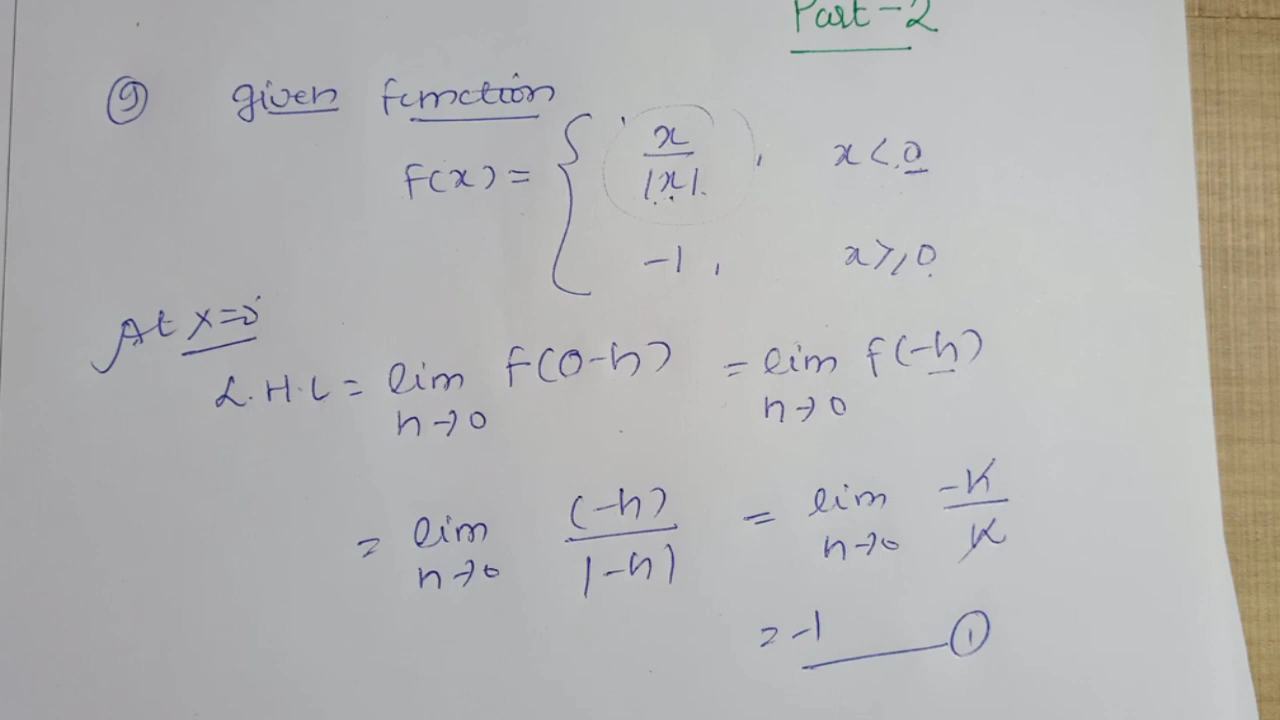 Part-2
⑨ given function
f(x) = { x/|x| , x < 0
-1 , x ≥ 0
At x=0
L.H.L = lim h→0 f(0-h) = lim h→0 f(-h)
= lim h→0 (-h)/|-h| = lim h→0 -h/h
= -1 ——— ①